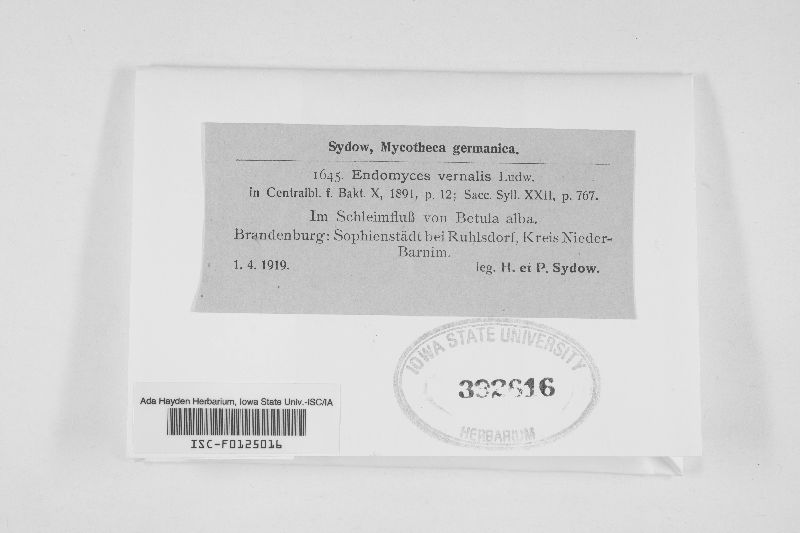 Sydow, Mycotheca germanica.
1645. Endomyces vernalis Ludw.
in Centralbl. f. Bakt. X, 1891, p. 12; Sacc. Syll. XXII, p. 767.
Im Schleimfluß von Betula alba.
Brandenburg: Sophienstädt bei Ruhlsdorf, Kreis Nieder-
Barnim.
1. 4. 1919. leg. H. et P. Sydow.
IOWA STATE UNIVERSITY
392616
HERBARIUM
Ada Hayden Herbarium, Iowa State Univ.-ISC/IA
ISC-F0125016